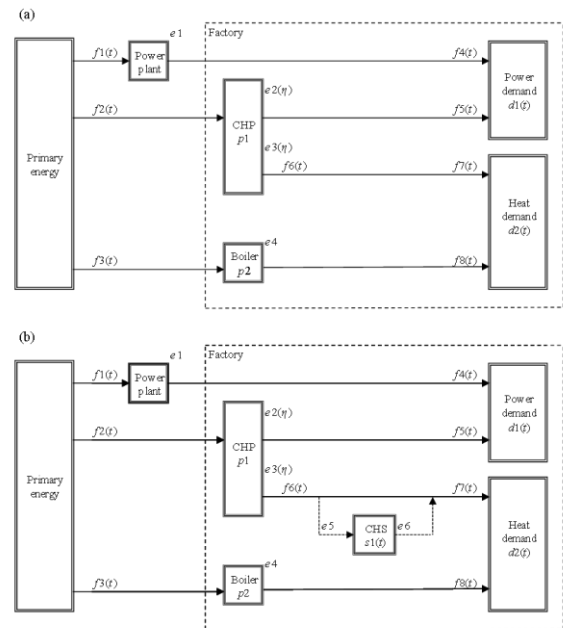 (a)
e1
Factory
f1(t)
Power
plant
f4(t)
Power
demand
d1(t)
e2(η)
f2(t)
CHP
p1
f5(t)
e3(η)
f6(t)
f7(t)
Primary
energy
Heat
demand
d2(t)
e4
f3(t)
Boiler
p2
f8(t)
(b)
e1
Factory
f1(t)
Power
plant
f4(t)
Power
demand
d1(t)
e2(η)
f2(t)
CHP
p1
f5(t)
e3(η)
f6(t)
f7(t)
Primary
energy
e5
CHS
s1(t)
e6
Heat
demand
d2(t)
e4
f3(t)
Boiler
p2
f8(t)